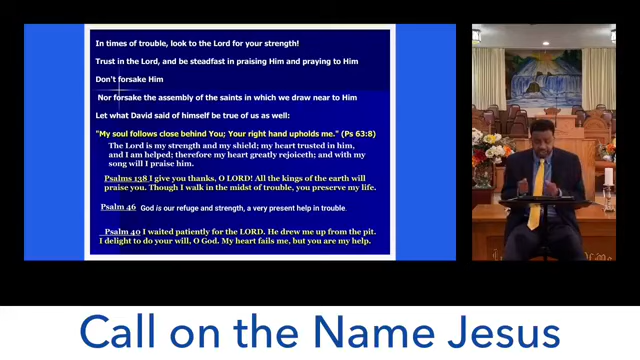 In times of trouble, look to the Lord for your strength!
Trust in the Lord, and be steadfast in praising Him and praying to Him
Don't forsake Him
Nor forsake the assembly of the saints in which we draw near to Him
Let what David said of himself be true of us as well:
"My soul follows close behind You; Your right hand upholds me." (Ps 63:8)
The Lord is my strength and my shield; my heart trusted in him,
and I am helped; therefore my heart greatly rejoiceth; and with my
song will I praise him.
Psalms 138 I give you thanks, O LORD! All the kings of the earth will
praise you. Though I walk in the midst of trouble, you preserve my life.
Psalm 46 God is our refuge and strength, a very present help in trouble.
Psalm 40 I waited patiently for the LORD. He drew me up from the pit.
I delight to do your will, O God. My heart fails me, but you are my help.
Call on the Name Jesus